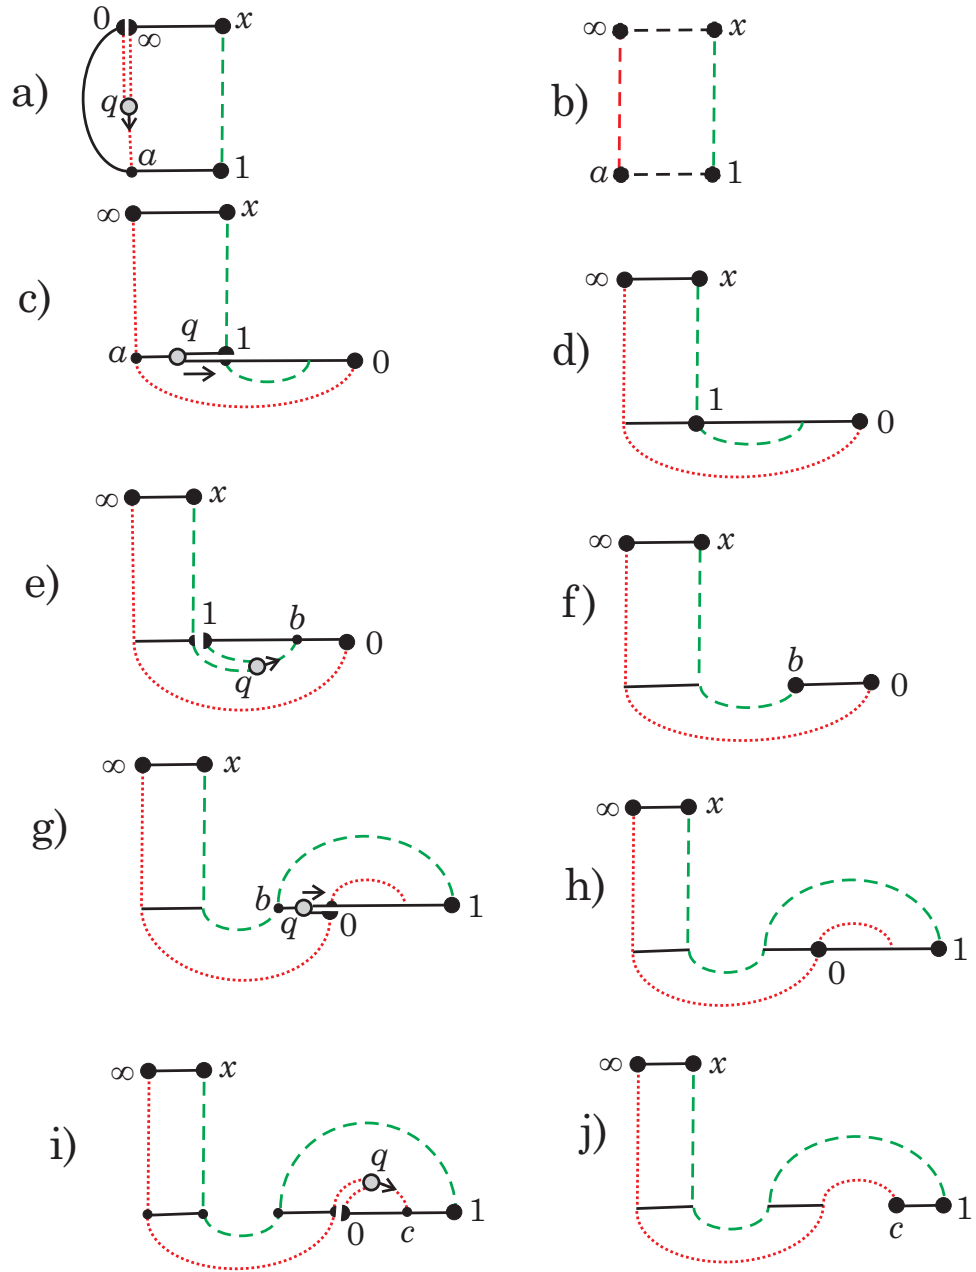 a) 0 ∞ x q a 1
b) ∞ x a 1
c) ∞ x q 1 a 0
d) ∞ x 1 0
e) ∞ x 1 b 0 q
f) ∞ x b 0
g) ∞ x b q 0 1
h) ∞ x 0 1
i) ∞ x q 0 c 1
j) ∞ x c 1